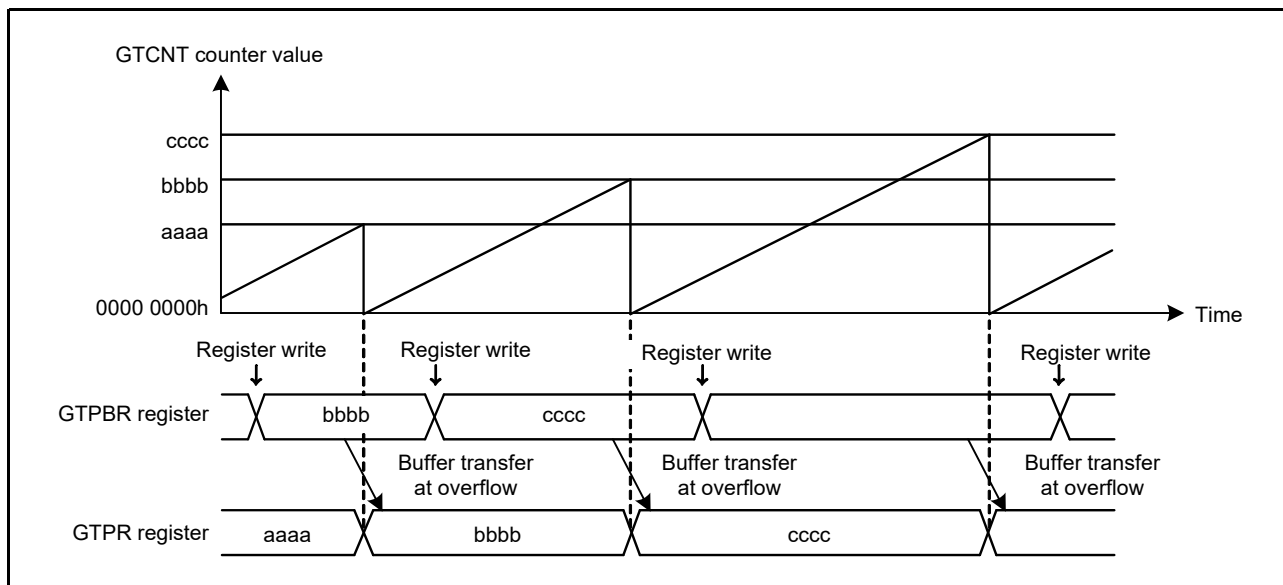 GTCNT counter value
cccc
bbbb
aaaa
0000 0000h
Time
Register write
Register write
Register write
Register write
GTPBR register
bbbb
cccc
Buffer transfer
at overflow
Buffer transfer
at overflow
Buffer transfer
at overflow
GTPR register
aaaa
bbbb
cccc